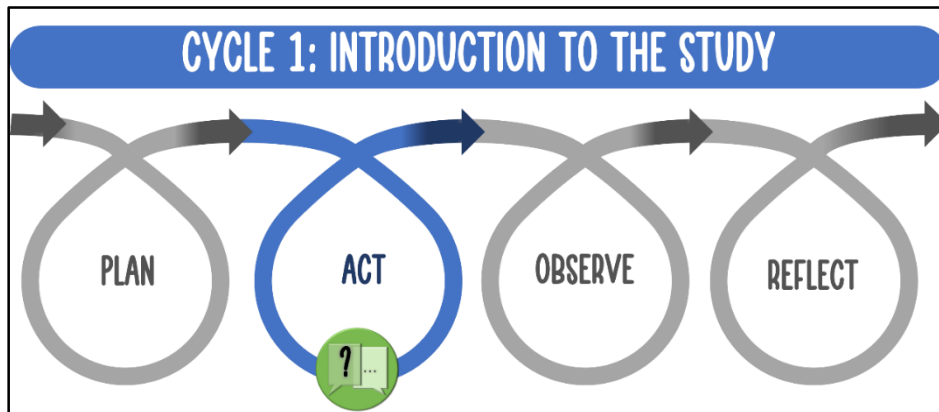 CYCLE 1: INTRODUCTION TO THE STUDY
PLAN
ACT
OBSERVE
REFLECT
? ...